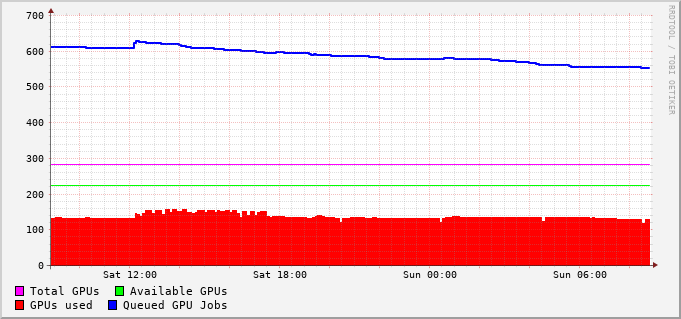 700
600
500
400
300
200
100
0
Sat 12:00 Sat 18:00 Sun 00:00 Sun 06:00
Total GPUs Available GPUs
GPUs used Queued GPU Jobs
RRDTOOL / TOBI OETIKER